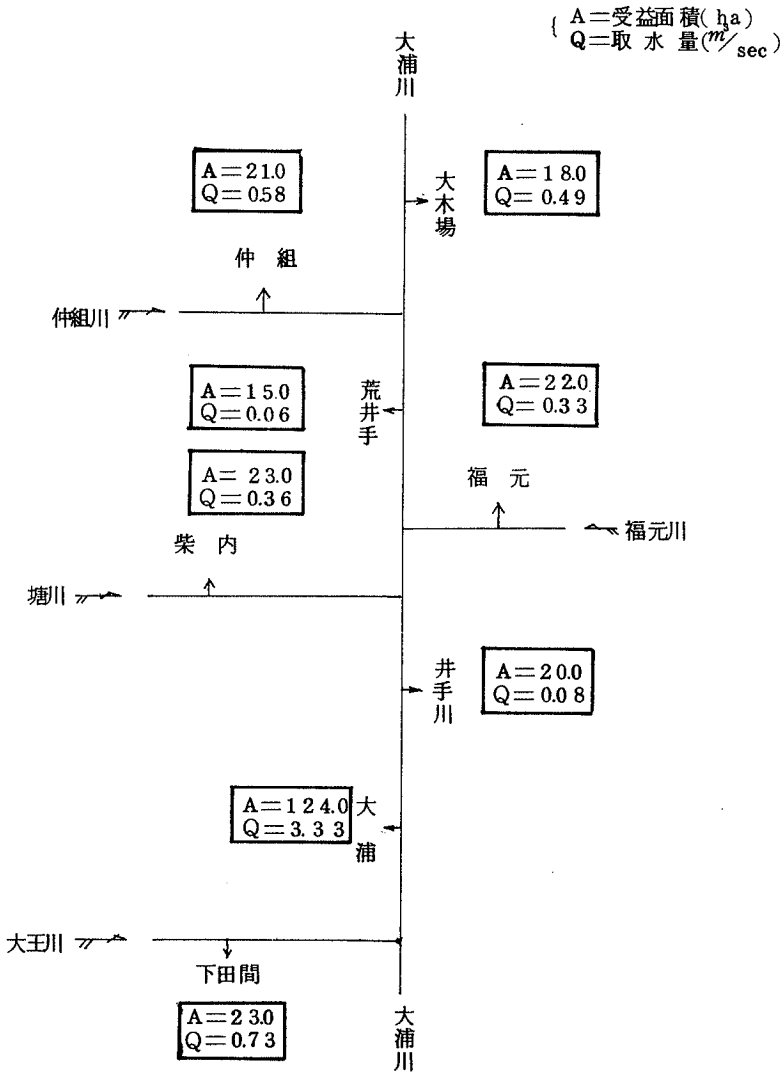 A=受益面積(ha)
Q=取水量(m³/sec)
大浦川
A=21.0
Q=0.58
大木場
A=18.0
Q=0.49
仲組
仲組川
A=15.0
Q=0.06
荒井手
A=22.0
Q=0.33
A=23.0
Q=0.36
福元
福元川
柴内
塘川
井手川
A=20.0
Q=0.08
A=124.0
Q=3.33
大浦
大王川
下田間
A=23.0
Q=0.73
大浦川